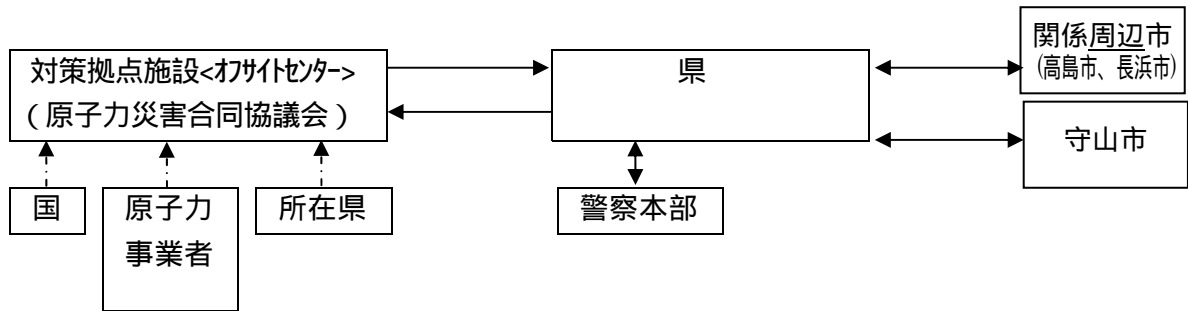 対策拠点施設<オフサイトセンター>
（原子力災害合同協議会）
県
関係周辺市
(高島市、長浜市)
守山市
国
原子力
事業者
所在県
警察本部